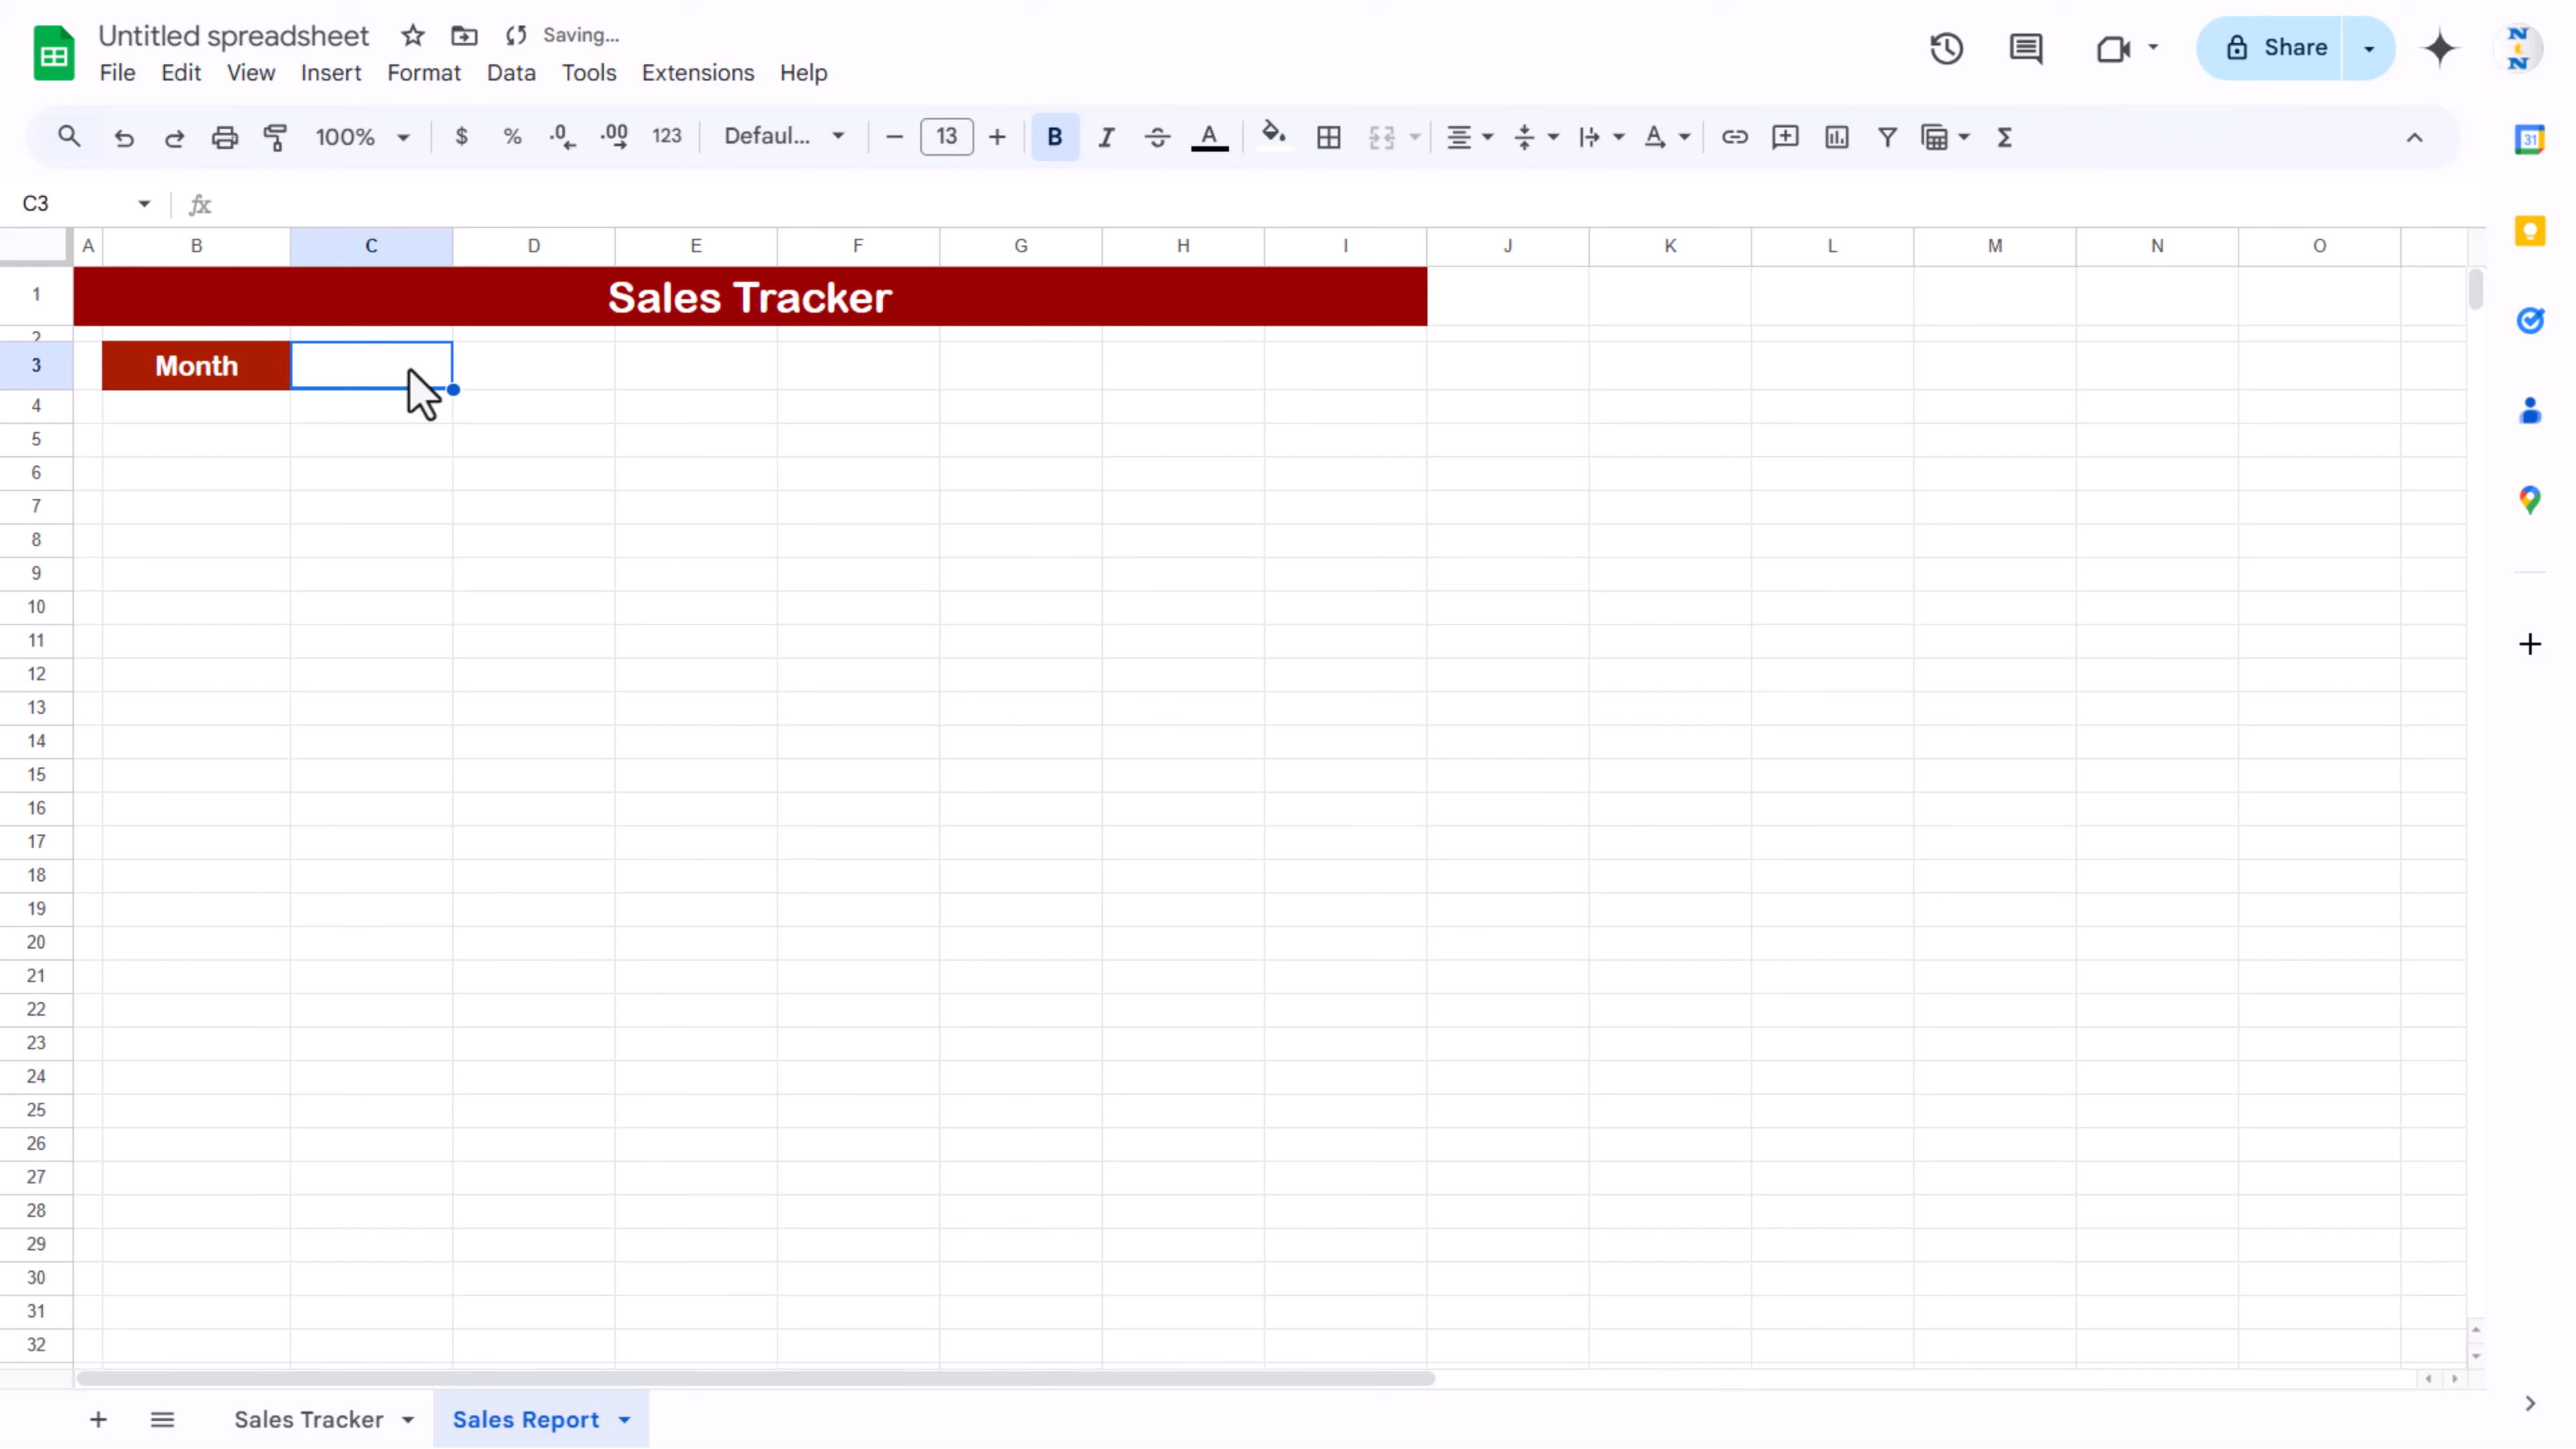 Untitled spreadsheet Saving...
File Edit View Insert Format Data Tools Extensions Help
Share
N
t
N
100% $ % .0 .00 123 Defaul... 13 B I A A
31
C3 fx
A B C D E F G H I J K L M N O
1 Sales Tracker
2
3 Month
4
5
6
7
8
9
10
11
12
13
14
15
16
17
18
19
20
21
22
23
24
25
26
27
28
29
30
31
32
Sales Tracker Sales Report